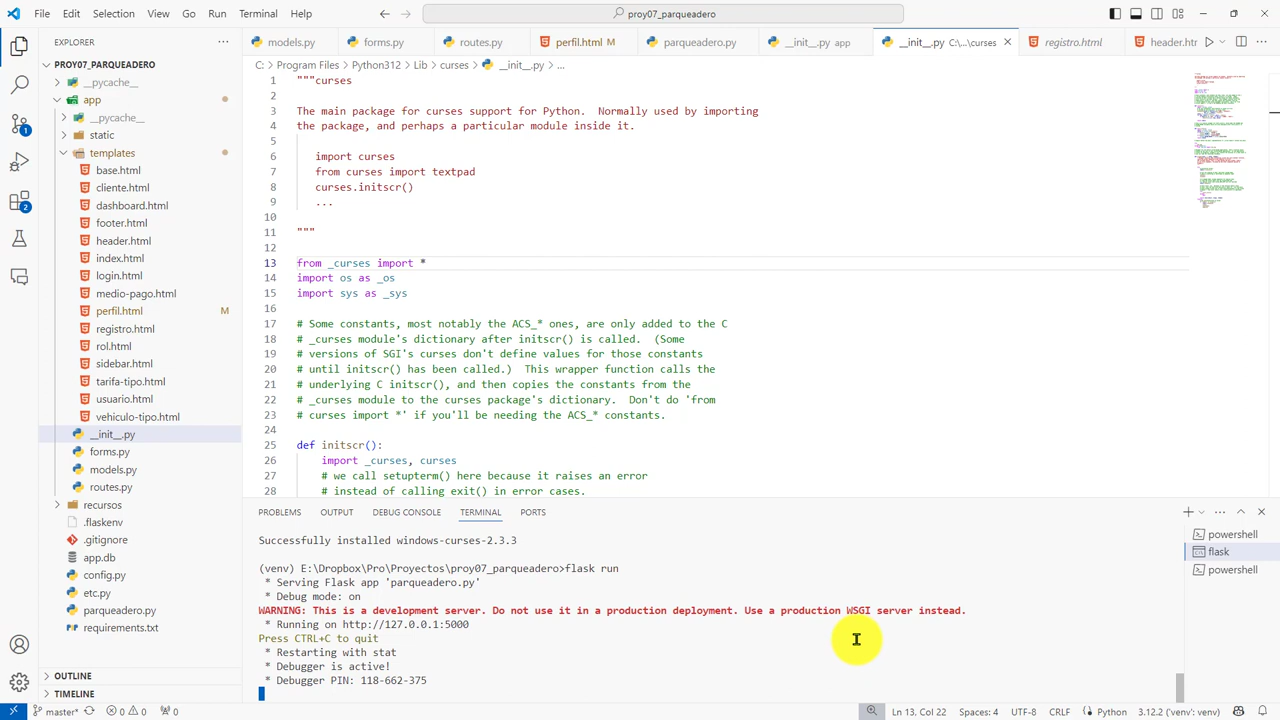 File Edit Selection View Go Run Terminal Help
proy07_parqueadero
EXPLORER
models.py
forms.py
routes.py
perfil.html M
parqueadero.py
__init__.py app
__init__.py C:\...\curses
registro.html
header.htr
PROY07_PARQUEADERO
__pycache__
app
__pycache__
static
templates
base.html
cliente.html
dashboard.html
footer.html
header.html
index.html
login.html
medio-pago.html
perfil.html M
registro.html
rol.html
sidebar.html
tarifa-tipo.html
usuario.html
vehiculo-tipo.html
__init__.py
forms.py
models.py
routes.py
recursos
.flaskenv
.gitignore
app.db
config.py
etc.py
parqueadero.py
requirements.txt
OUTLINE
TIMELINE
1
2
C: > Program Files > Python312 > Lib > curses > __init__.py > ...
1 """curses
2
3 The main package for curses support for Python. Normally used by importing
4 the package, and perhaps a particular module inside it.
5
6 import curses
7 from curses import textpad
8 curses.initscr()
9 ...
10
11 """
12
13 from _curses import *
14 import os as _os
15 import sys as _sys
16
17 # Some constants, most notably the ACS_* ones, are only added to the C
18 # _curses module's dictionary after initscr() is called. (Some
19 # versions of SGI's curses don't define values for those constants
20 # until initscr() has been called.) This wrapper function calls the
21 # underlying C initscr(), and then copies the constants from the
22 # _curses module to the curses package's dictionary. Don't do 'from
23 # curses import *' if you'll be needing the ACS_* constants.
24
25 def initscr():
26 import _curses, curses
27 # we call setupterm() here because it raises an error
28 # instead of calling exit() in error cases.
PROBLEMS OUTPUT DEBUG CONSOLE TERMINAL PORTS
Successfully installed windows-curses-2.3.3
(venv) E:\Dropbox\Pro\Proyectos\proy07_parqueadero>flask run
* Serving Flask app 'parqueadero.py'
* Debug mode: on
WARNING: This is a development server. Do not use it in a production deployment. Use a production WSGI server instead.
* Running on http://127.0.0.1:5000
Press CTRL+C to quit
* Restarting with stat
* Debugger is active!
* Debugger PIN: 118-662-375
powershell
flask
powershell
master* 0 0 0 Ln 13, Col 22 Spaces: 4 UTF-8 CRLF Python 3.12.2 ('venv': venv)